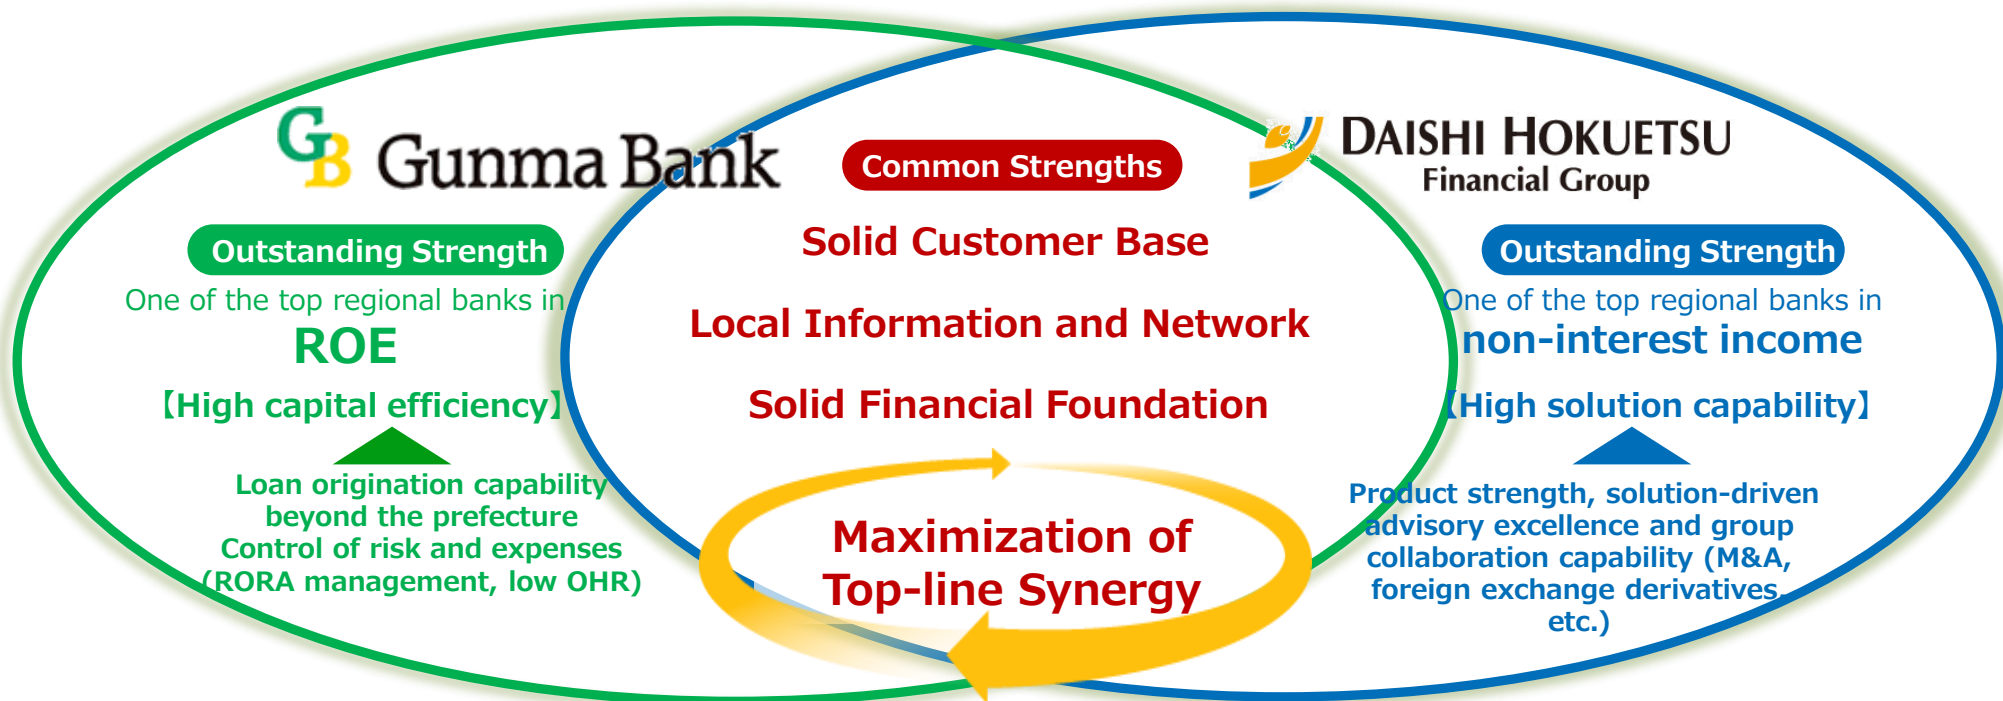 GB Gunma Bank
Outstanding Strength
One of the top regional banks in
ROE
【High capital efficiency】
Loan origination capability
beyond the prefecture
Control of risk and expenses
(RORA management, low OHR)
Common Strengths
Solid Customer Base
Local Information and Network
Solid Financial Foundation
Maximization of
Top-line Synergy
DAISHI HOKUETSU
Financial Group
Outstanding Strength
One of the top regional banks in
non-interest income
【High solution capability】
Product strength, solution-driven
advisory excellence and group
collaboration capability (M&A,
foreign exchange derivatives,
etc.)